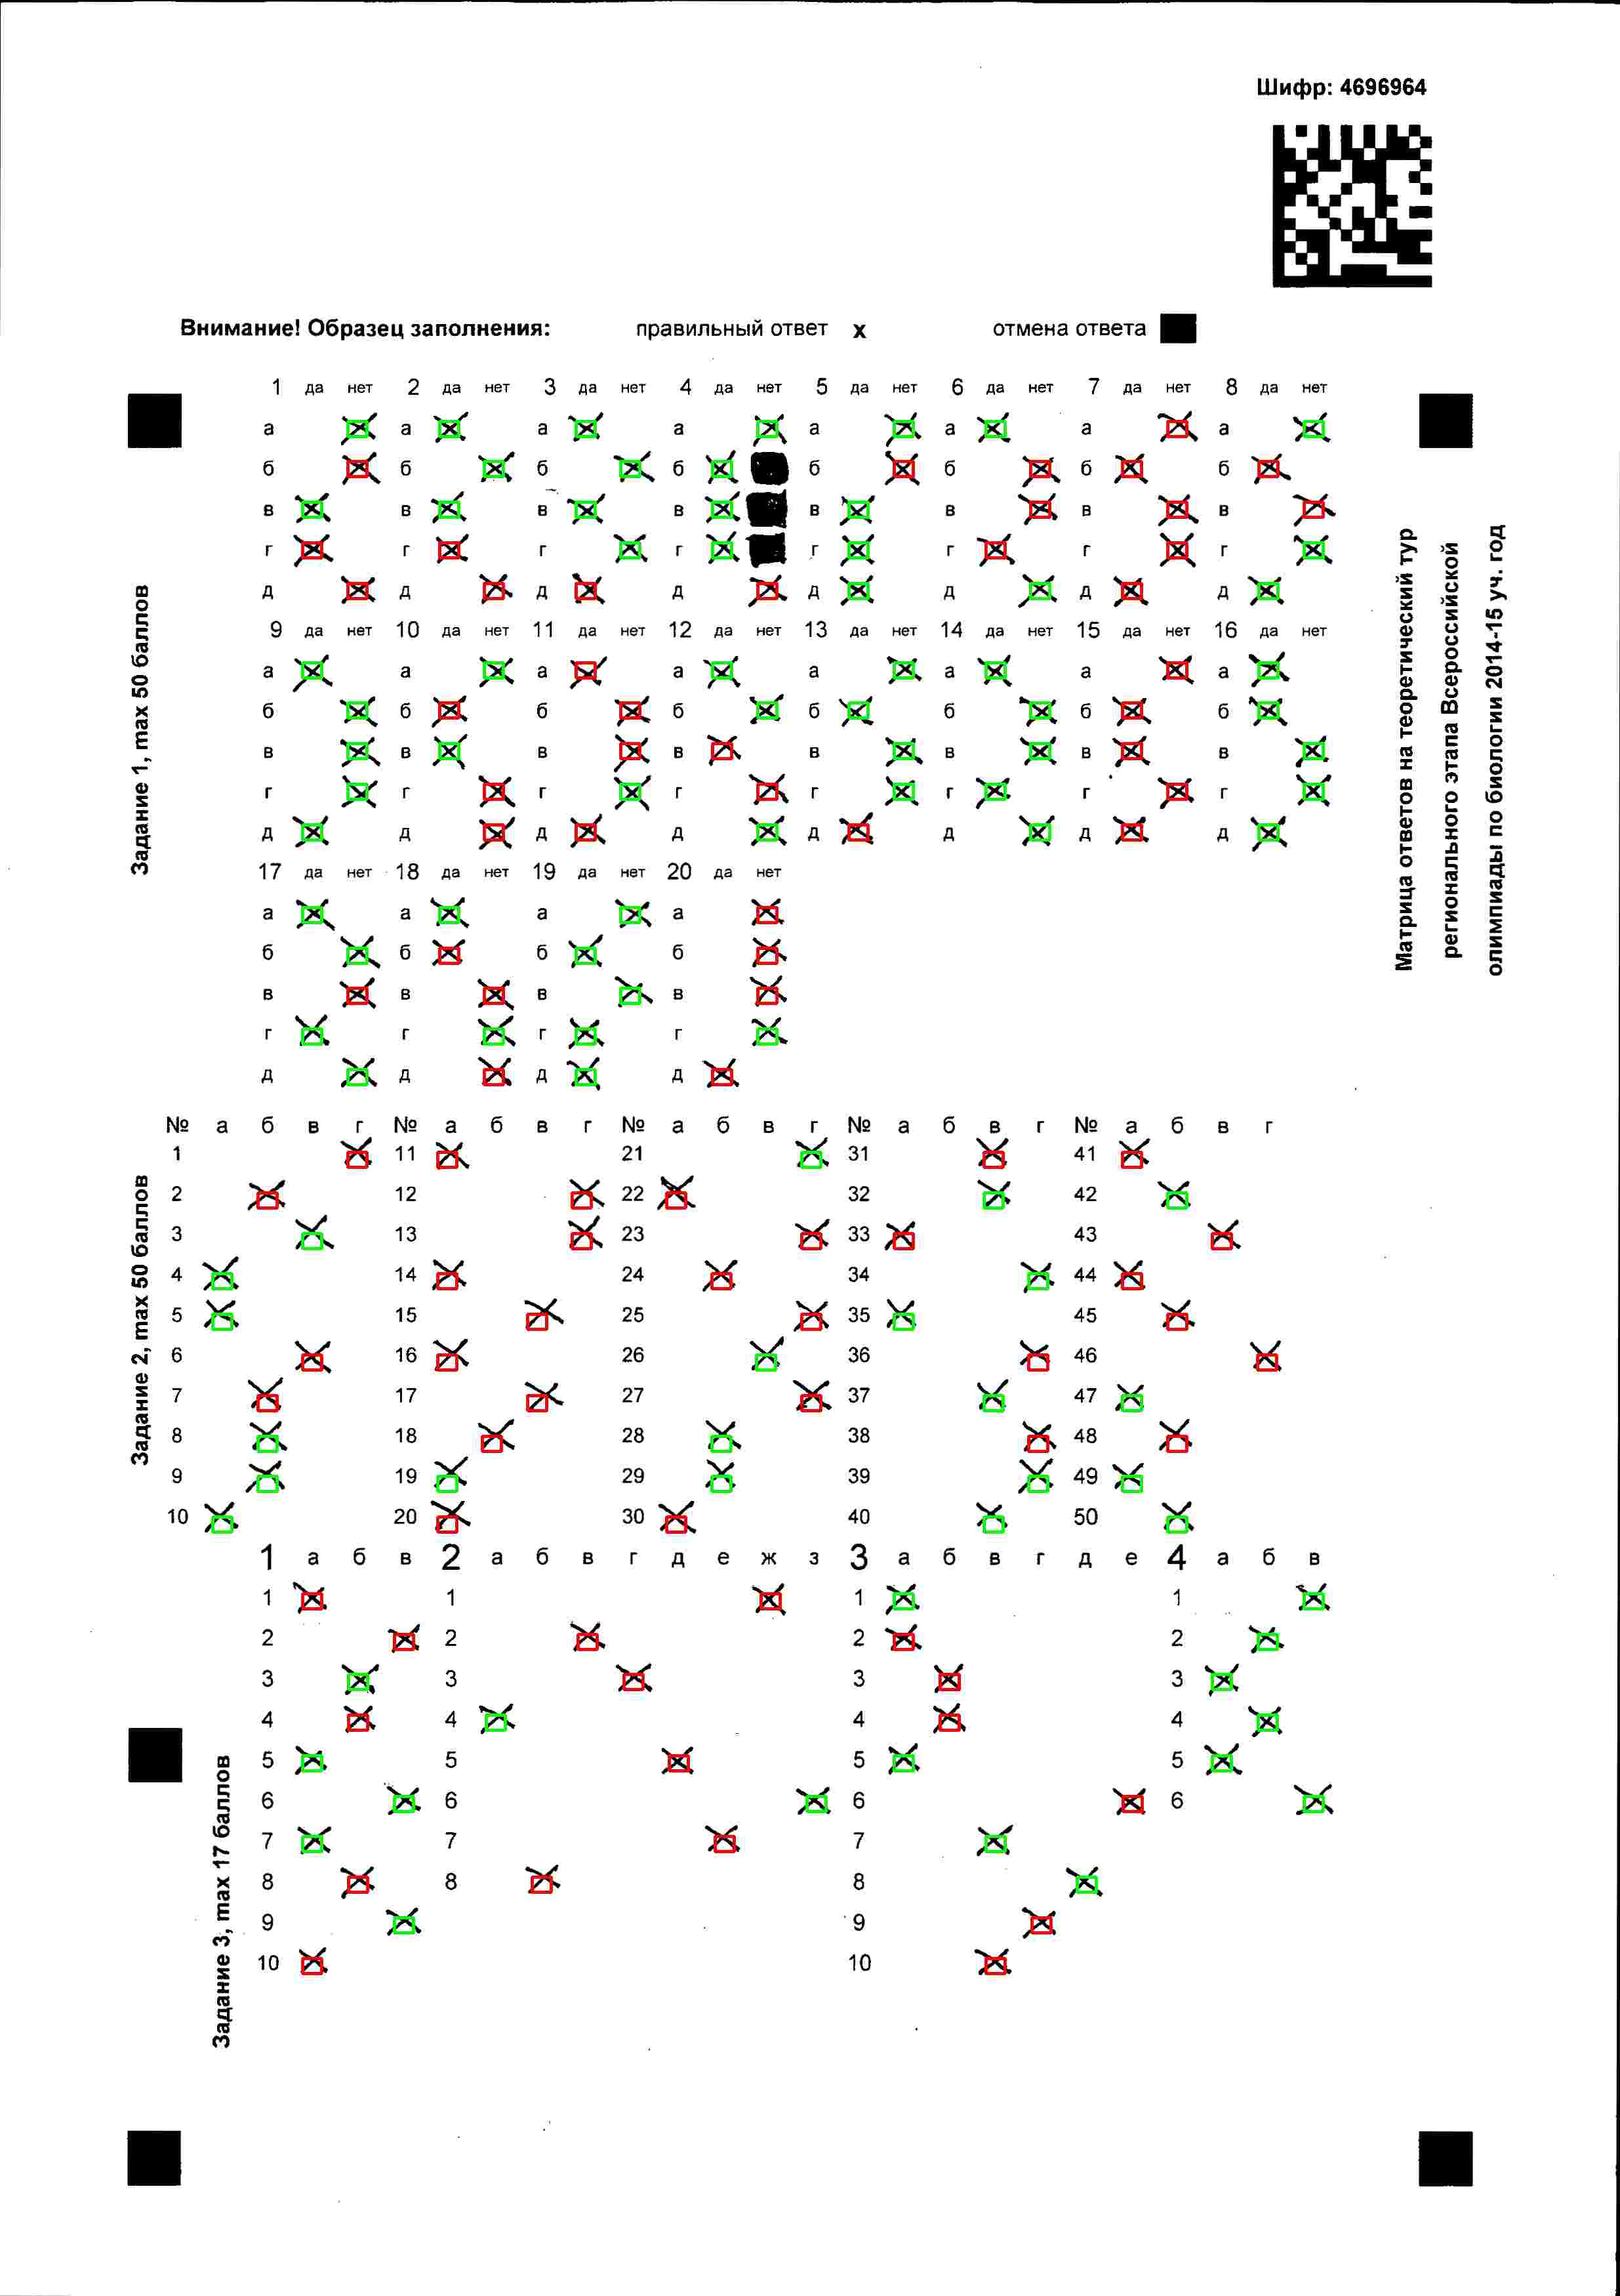 Шифр: 4696964
Внимание! Образец заполнения: правильный ответ x отмена ответа
1 да нет 2 да нет 3 да нет 4 да нет 5 да нет 6 да нет 7 да нет 8 да нет
а а а а а а а а
б б б б б б б б
в в в в в в в в
г г г г г г г г
д д д д д д д д
9 да нет 10 да нет 11 да нет 12 да нет 13 да нет 14 да нет 15 да нет 16 да нет
а а а а а а а а
б б б б б б б б
в в в в в в в в
г г г г г г г г
д д д д д д д д
17 да нет 18 да нет 19 да нет 20 да нет
а а а а
б б б б
в в в в
г г г г
д д д д
Задание 1, max 50 баллов
Матрица ответов на теоретический тур
регионального этапа Всероссийской
олимпиады по биологии 2014-15 уч. год
№ а б в г № а б в г № а б в г № а б в г № а б в г
1 11 21 31 41
2 12 22 32 42
3 13 23 33 43
4 14 24 34 44
5 15 25 35 45
6 16 26 36 46
7 17 27 37 47
8 18 28 38 48
9 19 29 39 49
10 20 30 40 50
Задание 2, max 50 баллов
1 а б в 2 а б в г д е ж з 3 а б в г д е 4 а б в
1 1 1 1
2 2 2 2
3 3 3 3
4 4 4 4
5 5 5 5
6 6 6 6
7 7 7
8 8 8
9 9
10 10
Задание 3, max 17 баллов